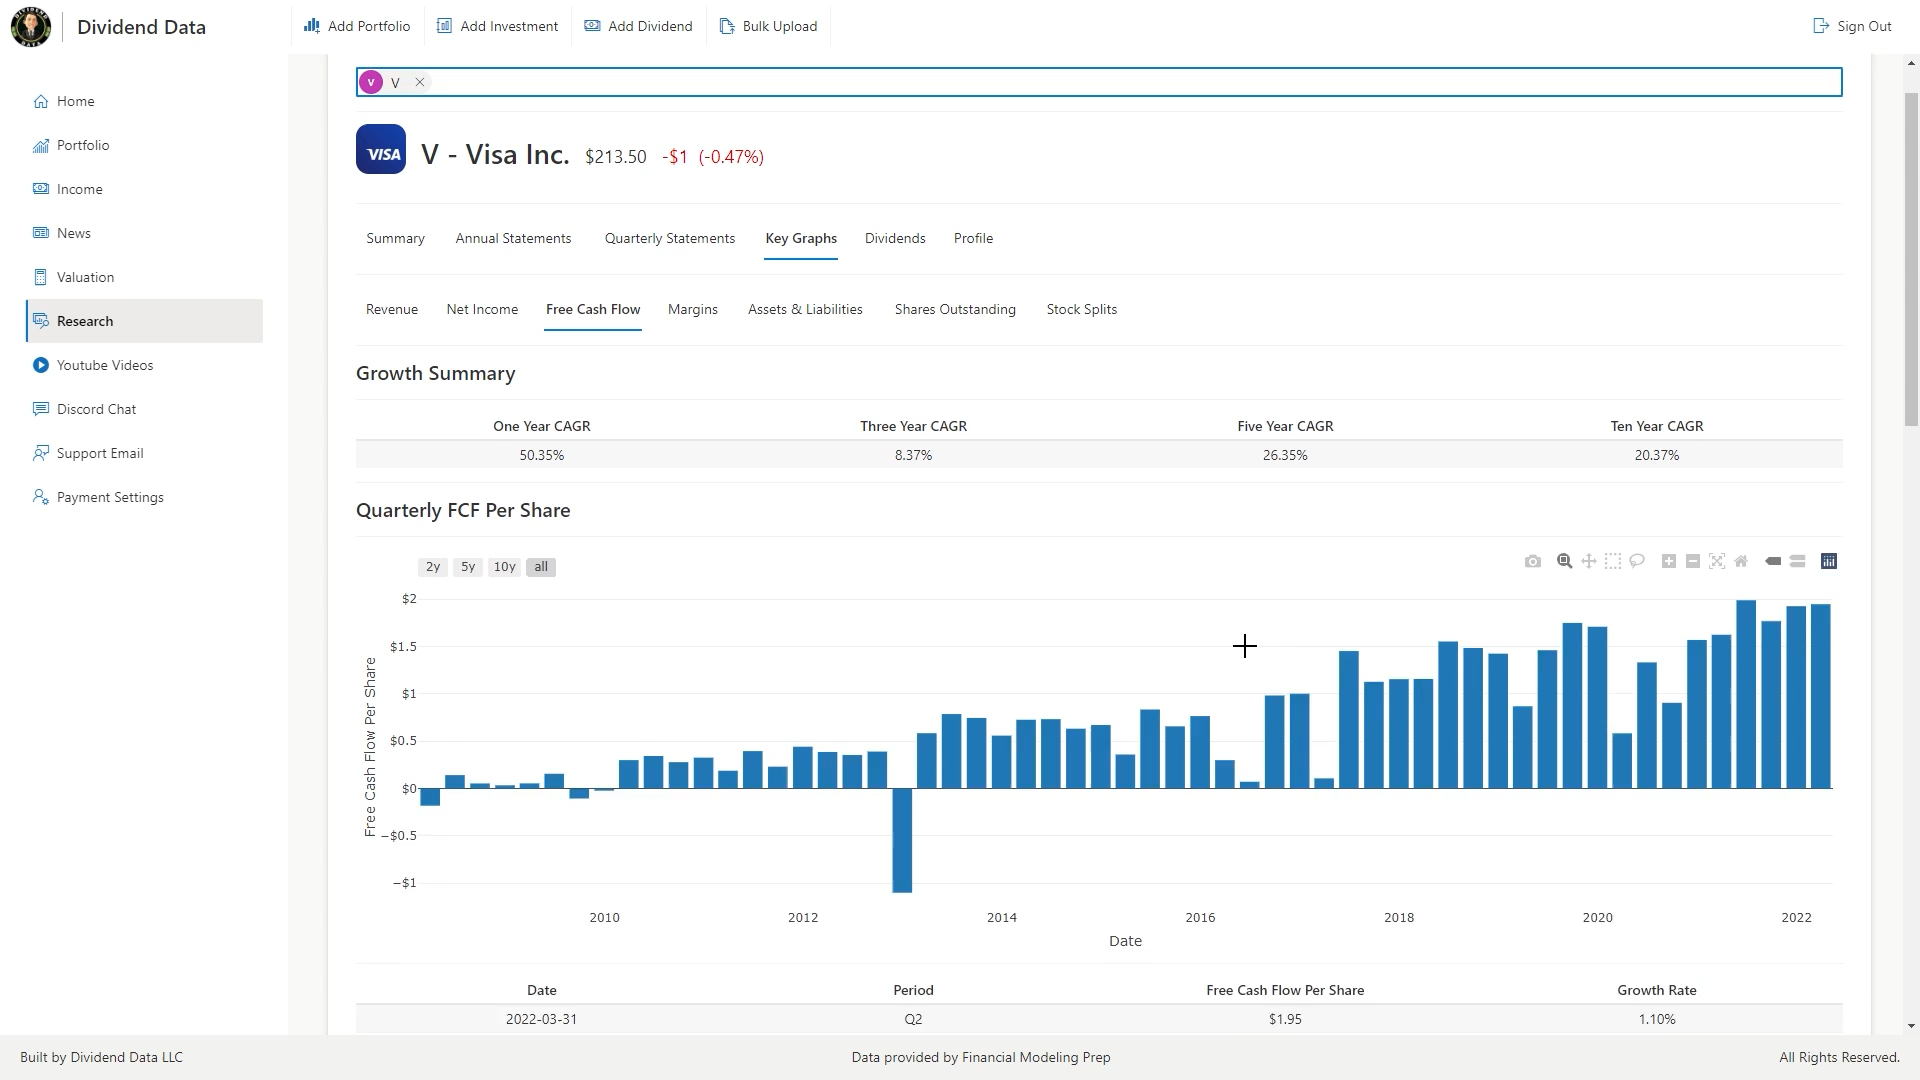 Dividend Data
Add Portfolio
Add Investment
Add Dividend
Bulk Upload
Sign Out
Home
Portfolio
Income
News
Valuation
Research
Youtube Videos
Discord Chat
Support Email
Payment Settings
V V
VISA
V - Visa Inc. $213.50 -$1 (-0.47%)
Summary Annual Statements Quarterly Statements Key Graphs Dividends Profile
Revenue Net Income Free Cash Flow Margins Assets & Liabilities Shares Outstanding Stock Splits
Growth Summary
One Year CAGR Three Year CAGR Five Year CAGR Ten Year CAGR
50.35% 8.37% 26.35% 20.37%
Quarterly FCF Per Share
2y 5y 10y all
Free Cash Flow Per Share
$2
$1.5
$1
$0.5
$0
−$0.5
−$1
2010 2012 2014 2016 2018 2020 2022
Date
Date Period Free Cash Flow Per Share Growth Rate
2022-03-31 Q2 $1.95 1.10%
Built by Dividend Data LLC Data provided by Financial Modeling Prep All Rights Reserved.